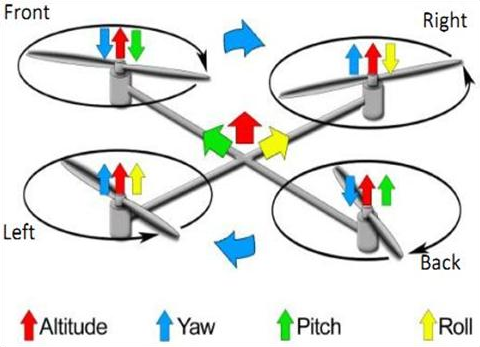 Front
Right
Left
Back
Altitude Yaw Pitch Roll